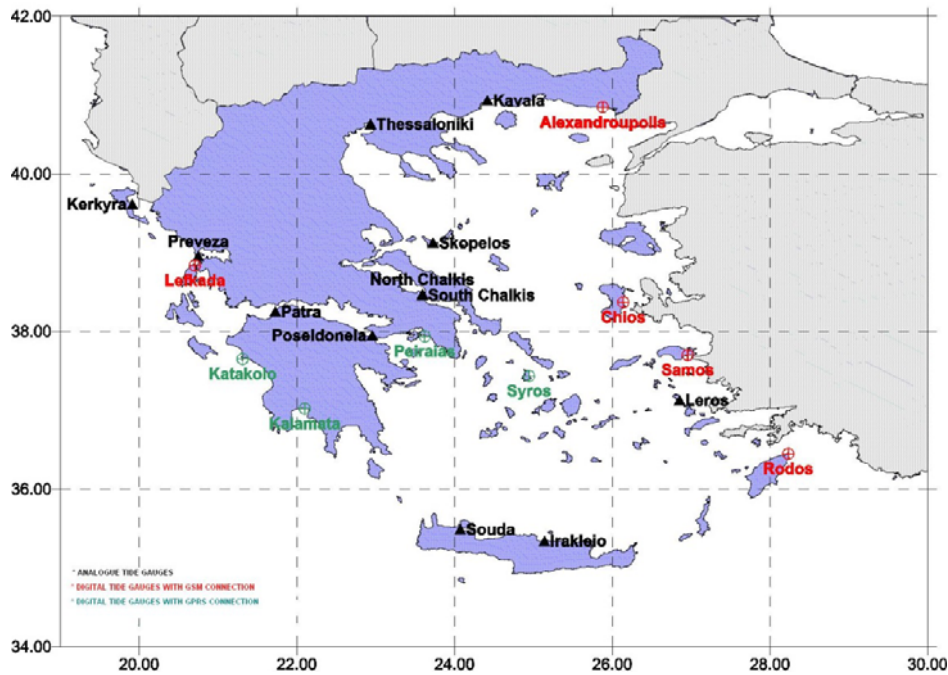 42.00
Kavala
Alexandroupolis
Thessaloniki
40.00
Kerkyra
Preveza
Skopelos
Lefkada
North Chalkis
South Chalkis
Chios
Patra
38.00
Poseidoneia
Peiraias
Katakolo
Samos
Syros
Leros
Kalamata
Rodos
36.00
Souda
Irakleio
* ANALOGUE TIDE GAUGES
* DIGITAL TIDE GAUGES WITH GSM CONNECTION
* DIGITAL TIDE GAUGES WITH GPRS CONNECTION
34.00
20.00 22.00 24.00 26.00 28.00 30.00